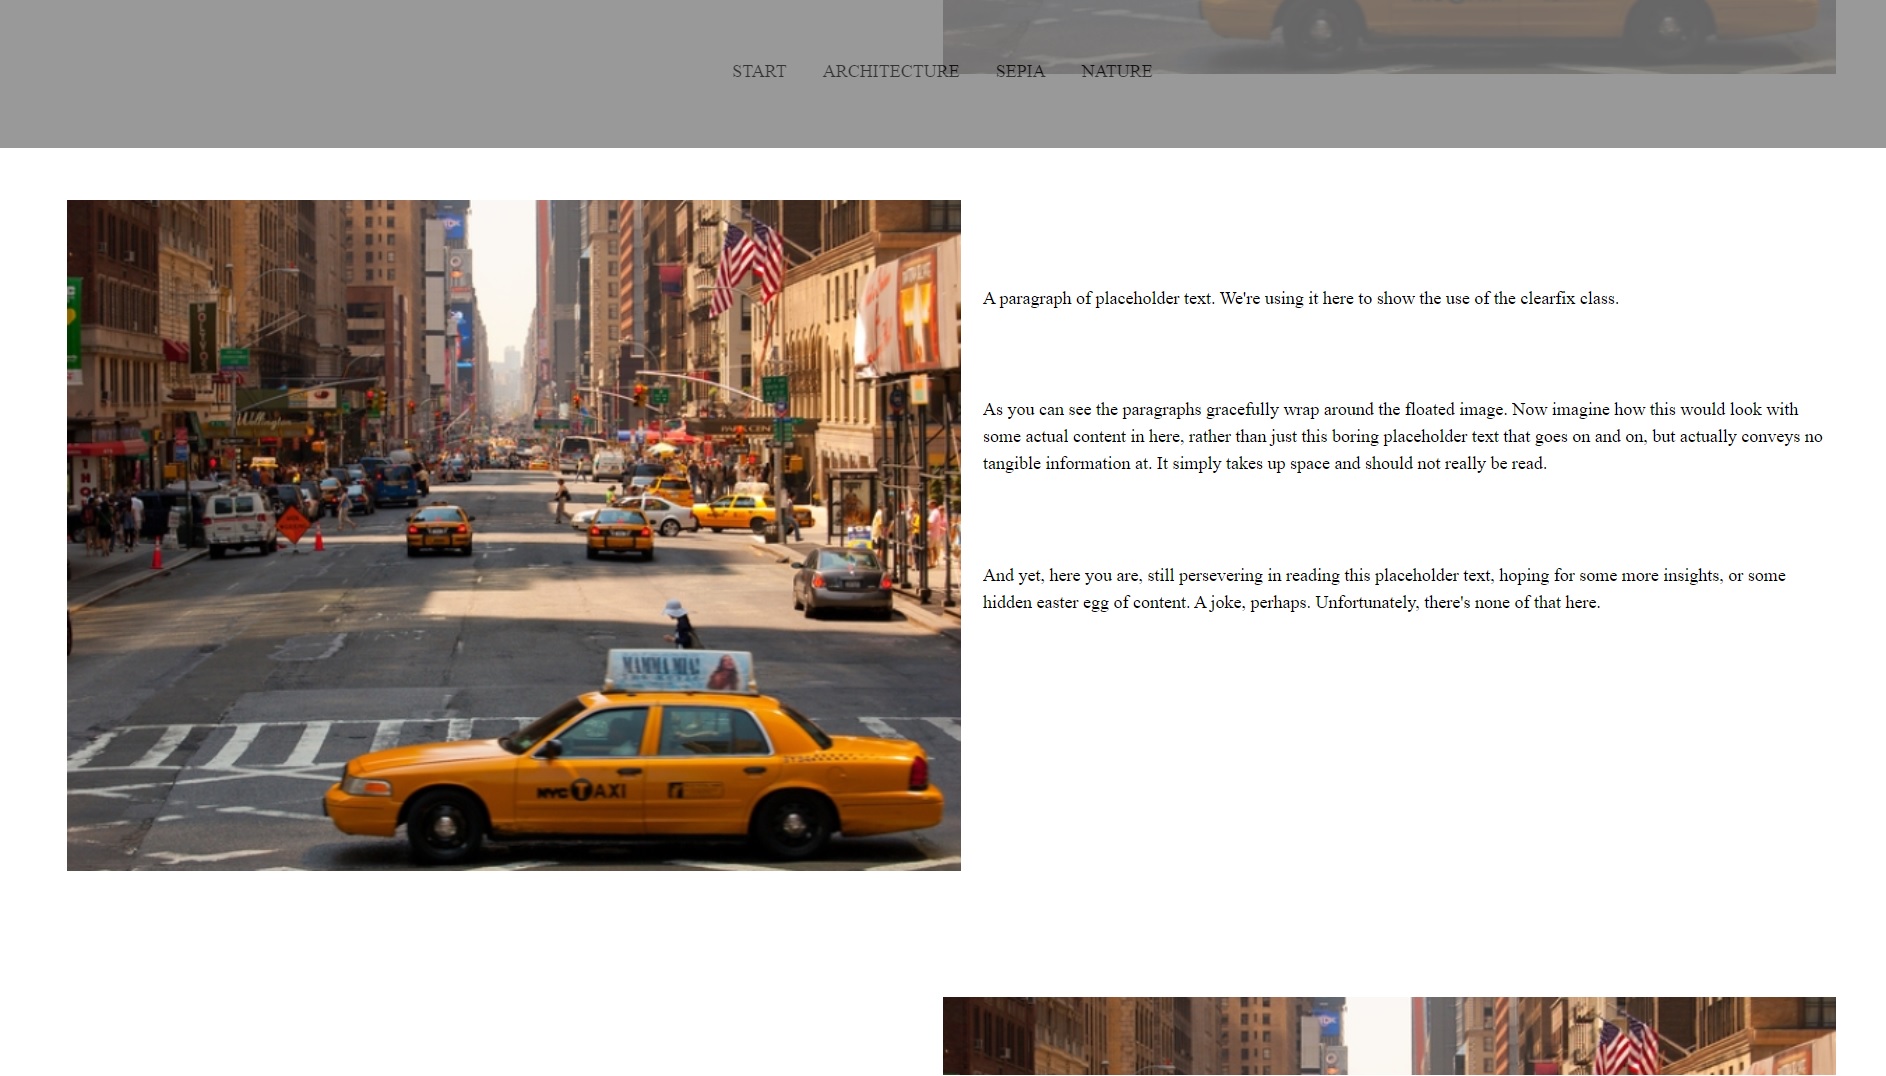 START ARCHITECTURE SEPIA NATURE
A paragraph of placeholder text. We're using it here to show the use of the clearfix class.
As you can see the paragraphs gracefully wrap around the floated image. Now imagine how this would look with
some actual content in here, rather than just this boring placeholder text that goes on and on, but actually conveys no
tangible information at. It simply takes up space and should not really be read.
And yet, here you are, still persevering in reading this placeholder text, hoping for some more insights, or some
hidden easter egg of content. A joke, perhaps. Unfortunately, there's none of that here.
Wellington
PARK CEN
MAMMA MIA!
NYC TAXI